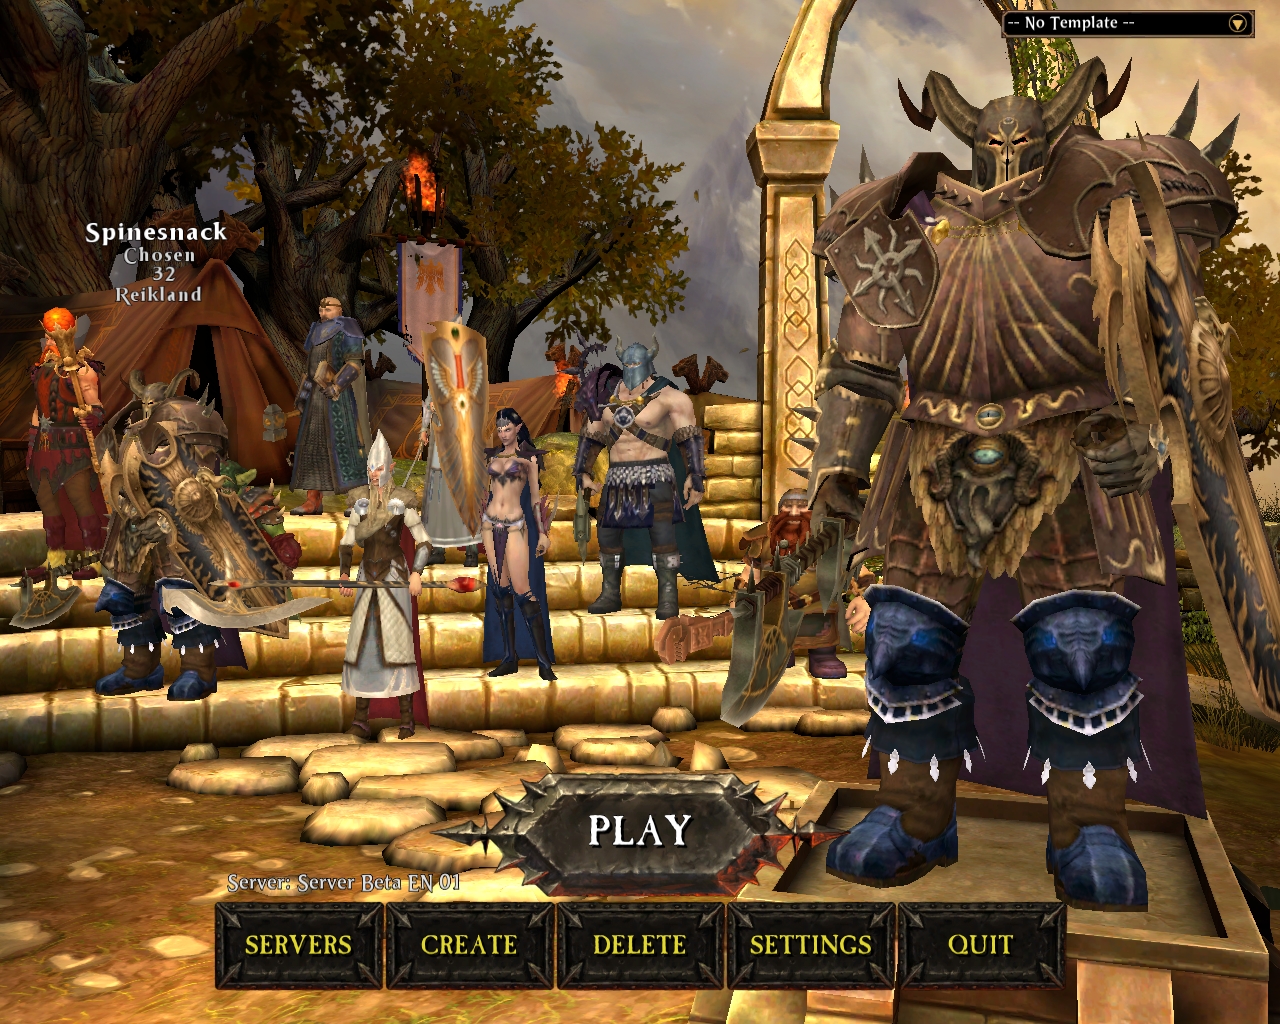 -- No Template --
Spinesnack
Chosen
32
Reikland
PLAY
Server: Server Beta EN 01
SERVERS
CREATE
DELETE
SETTINGS
QUIT